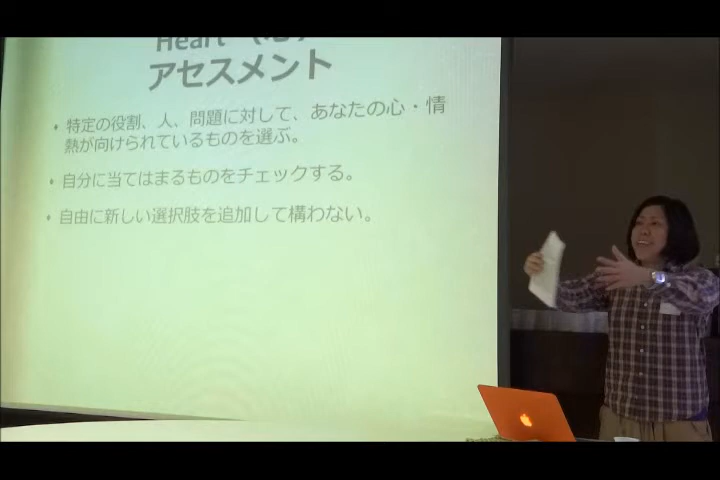 Heart（心）
アセスメント
• 特定の役割、人、問題に対して、あなたの心・情
熱が向けられているものを選ぶ。
• 自分に当てはまるものをチェックする。
• 自由に新しい選択肢を追加して構わない。